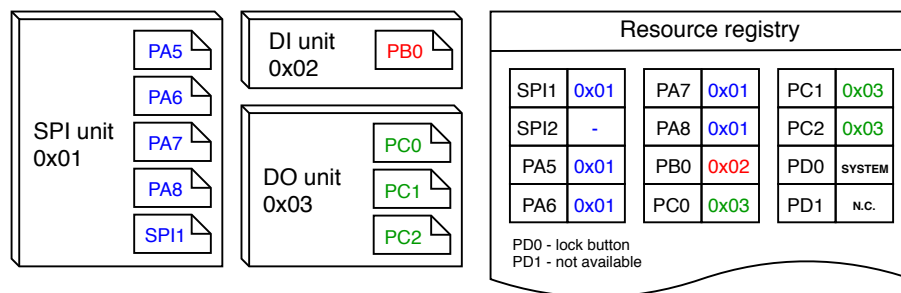 SPI unit
0x01
PA5
PA6
PA7
PA8
SPI1
DI unit
0x02
PB0
DO unit
0x03
PC0
PC1
PC2
Resource registry
SPI1 0x01 PA7 0x01 PC1 0x03
SPI2 - PA8 0x01 PC2 0x03
PA5 0x01 PB0 0x02 PD0 SYSTEM
PA6 0x01 PC0 0x03 PD1 N.C.
PD0 - lock button
PD1 - not available